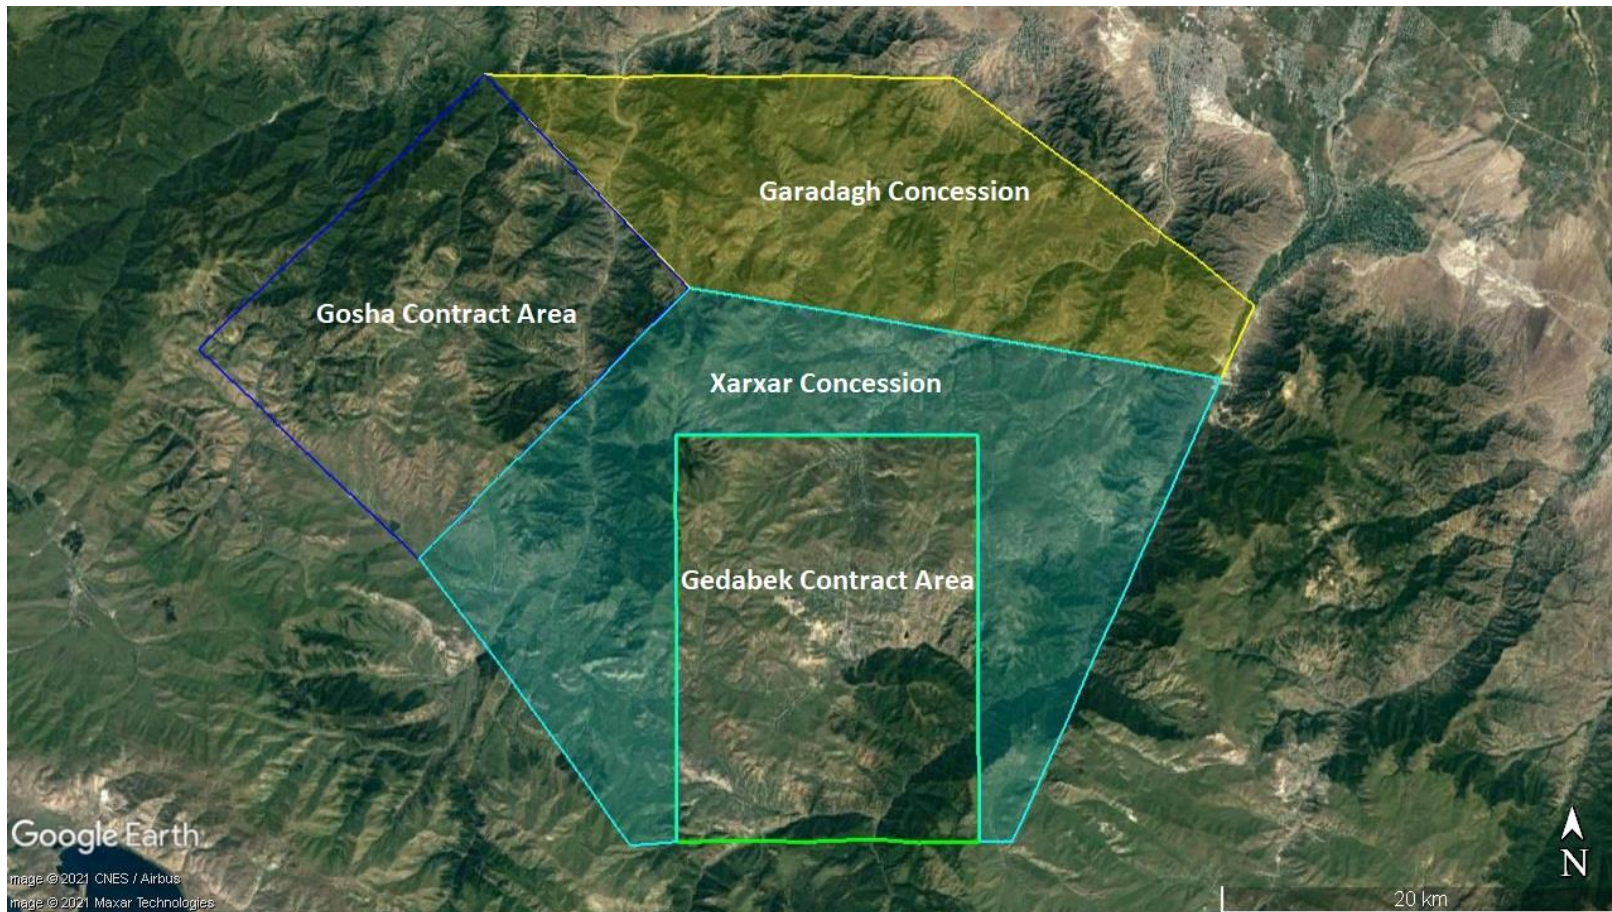 Garadagh Concession
Gosha Contract Area
Xarxar Concession
Gedabek Contract Area
Google Earth
mage © 2021 CNES / Airbus
mage © 2021 Maxar Technologies
N
20 km